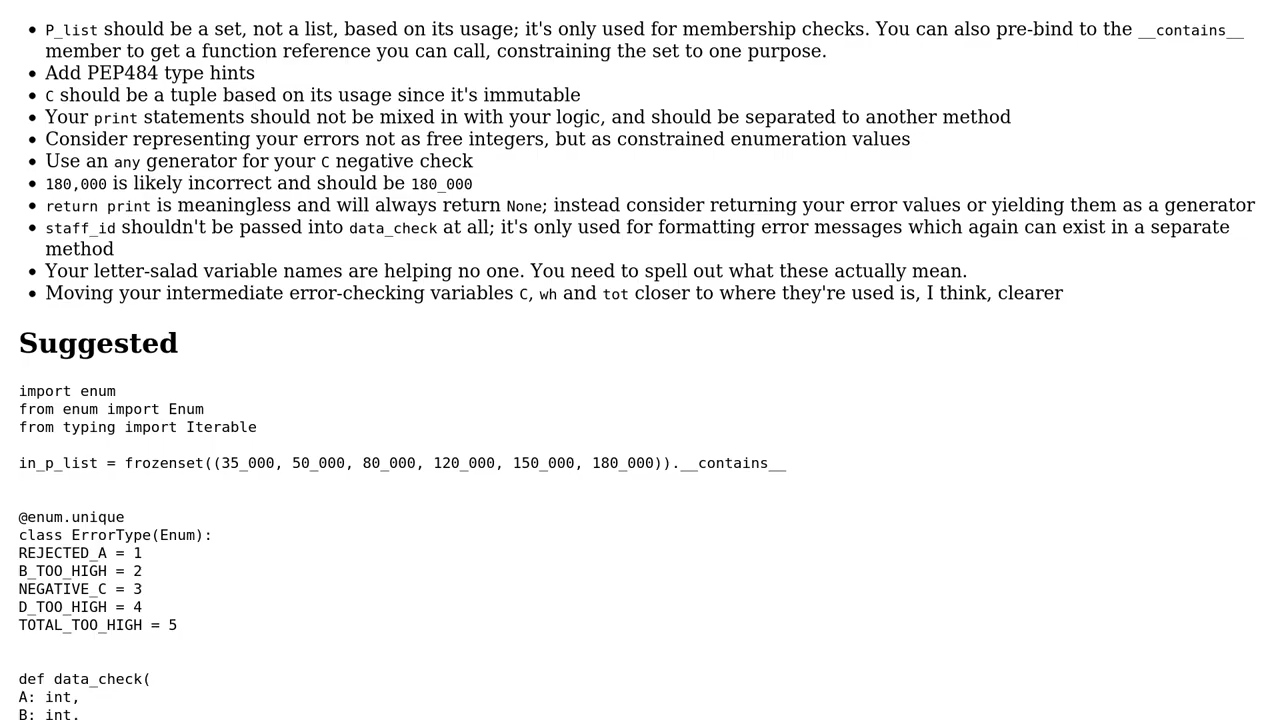 P_list should be a set, not a list, based on its usage; it's only used for membership checks. You can also pre-bind to the __contains__
member to get a function reference you can call, constraining the set to one purpose.
Add PEP484 type hints
C should be a tuple based on its usage since it's immutable
Your print statements should not be mixed in with your logic, and should be separated to another method
Consider representing your errors not as free integers, but as constrained enumeration values
Use an any generator for your C negative check
180,000 is likely incorrect and should be 180_000
return print is meaningless and will always return None; instead consider returning your error values or yielding them as a generator
staff_id shouldn't be passed into data_check at all; it's only used for formatting error messages which again can exist in a separate
method
Your letter-salad variable names are helping no one. You need to spell out what these actually mean.
Moving your intermediate error-checking variables C, wh and tot closer to where they're used is, I think, clearer
Suggested
import enum
from enum import Enum
from typing import Iterable
in_p_list = frozenset((35_000, 50_000, 80_000, 120_000, 150_000, 180_000)).__contains__
@enum.unique
class ErrorType(Enum):
REJECTED_A = 1
B_TOO_HIGH = 2
NEGATIVE_C = 3
D_TOO_HIGH = 4
TOTAL_TOO_HIGH = 5
def data_check(
A: int,
B: int,